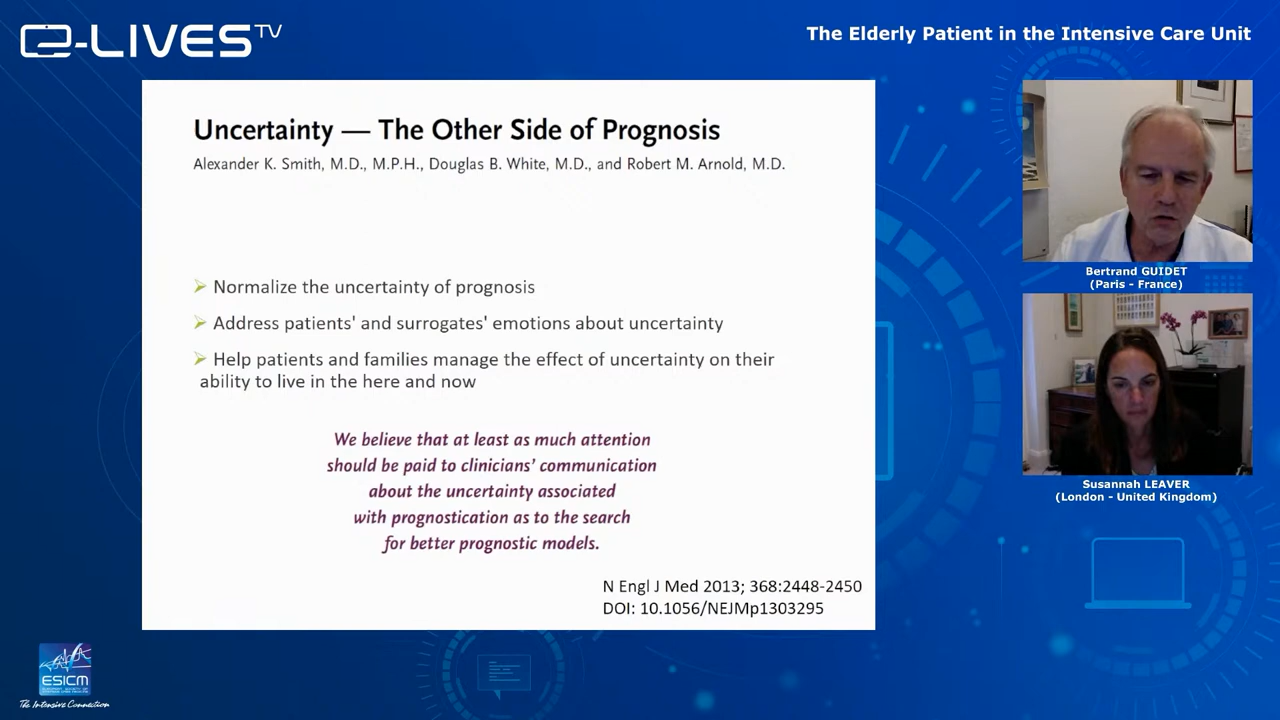 e-LIVES TV
The Elderly Patient in the Intensive Care Unit
Uncertainty — The Other Side of Prognosis
Alexander K. Smith, M.D., M.P.H., Douglas B. White, M.D., and Robert M. Arnold, M.D.
Normalize the uncertainty of prognosis
Address patients' and surrogates' emotions about uncertainty
Help patients and families manage the effect of uncertainty on their
ability to live in the here and now
We believe that at least as much attention
should be paid to clinicians’ communication
about the uncertainty associated
with prognostication as to the search
for better prognostic models.
N Engl J Med 2013; 368:2448-2450
DOI: 10.1056/NEJMp1303295
Bertrand GUIDET
(Paris - France)
Susannah LEAVER
(London - United Kingdom)
ESICM
The Intensive Connection